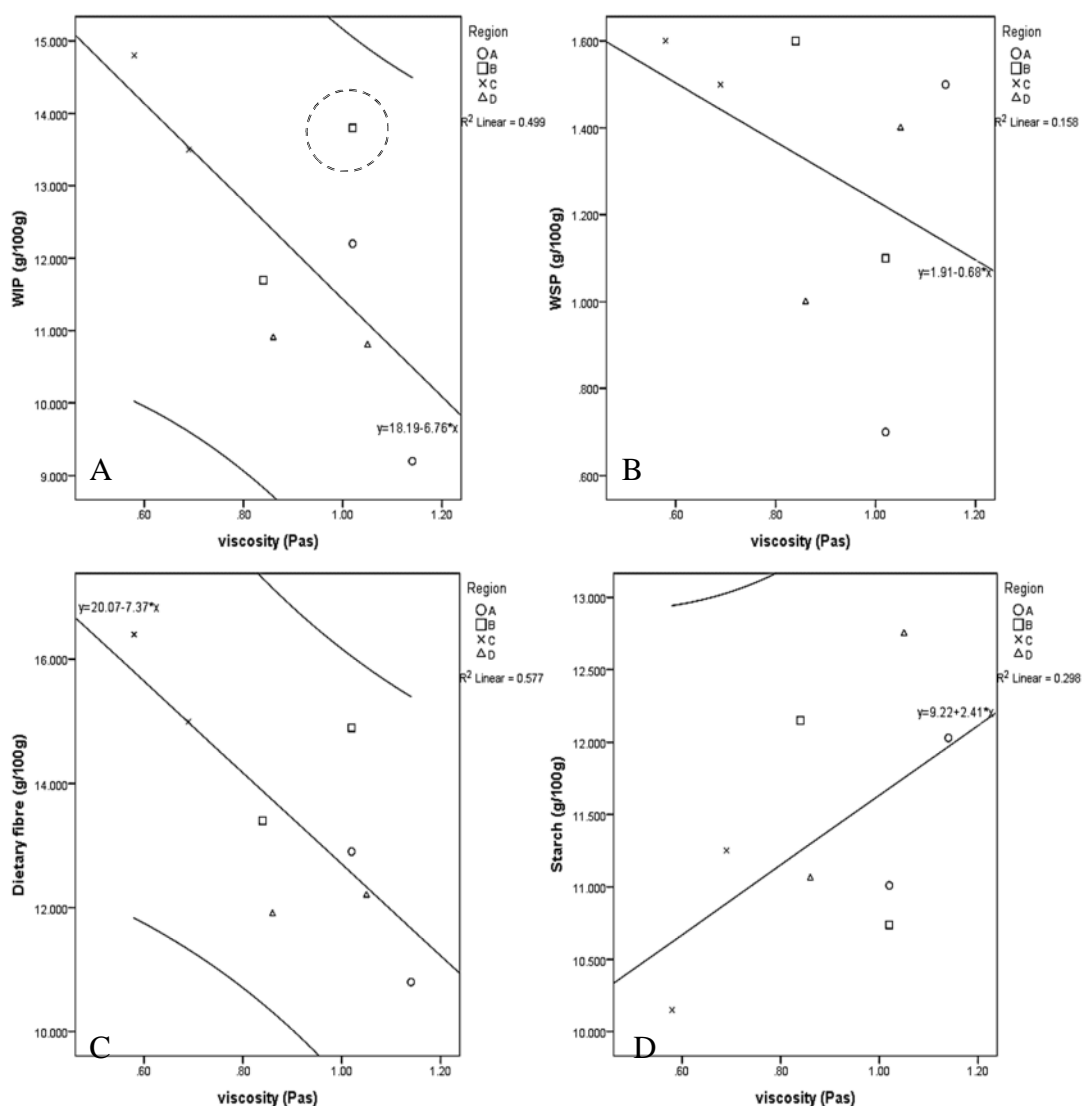 Region
A
B
C
D
R² Linear = 0.499
15.000
14.000
13.000
12.000
11.000
10.000
9.000
WIP (g/100g)
y=18.19-6.76*x
A
.60 .80 1.00 1.20
viscosity (Pas)
Region
A
B
C
D
R² Linear = 0.158
1.600
1.400
1.200
1.000
.800
.600
WSP (g/100g)
y=1.91-0.68*x
B
.60 .80 1.00 1.20
viscosity (Pas)
Region
A
B
C
D
R² Linear = 0.577
y=20.07-7.37*x
16.000
14.000
12.000
10.000
Dietary fibre (g/100g)
C
.60 .80 1.00 1.20
viscosity (Pas)
Region
A
B
C
D
R² Linear = 0.298
13.000
12.500
12.000
11.500
11.000
10.500
10.000
Starch (g/100g)
y=9.22+2.41*x
D
.60 .80 1.00 1.20
viscosity (Pas)